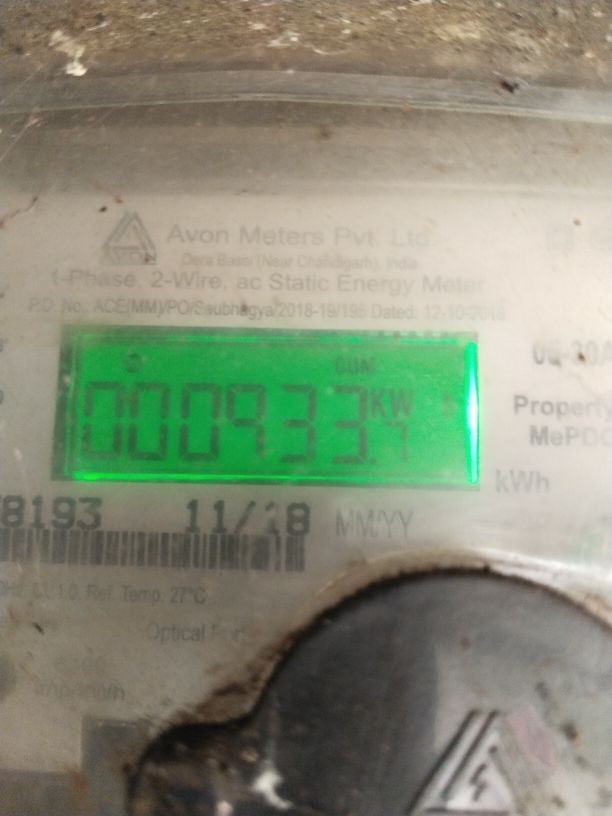 AVON
Avon Meters Pvt. Ltd.
Dera Bassi (Near Chandigarh), India
1-Phase, 2-Wire, ac Static Energy Meter
P.O. No.: ACE(MM)/PO/Saubhagya/2018-19/195 Dated: 12-10-2018
CUM
000933.7 KW
Property
kWh
8193 11/18 MM/YY
Ref. Temp. 27°C
Optical